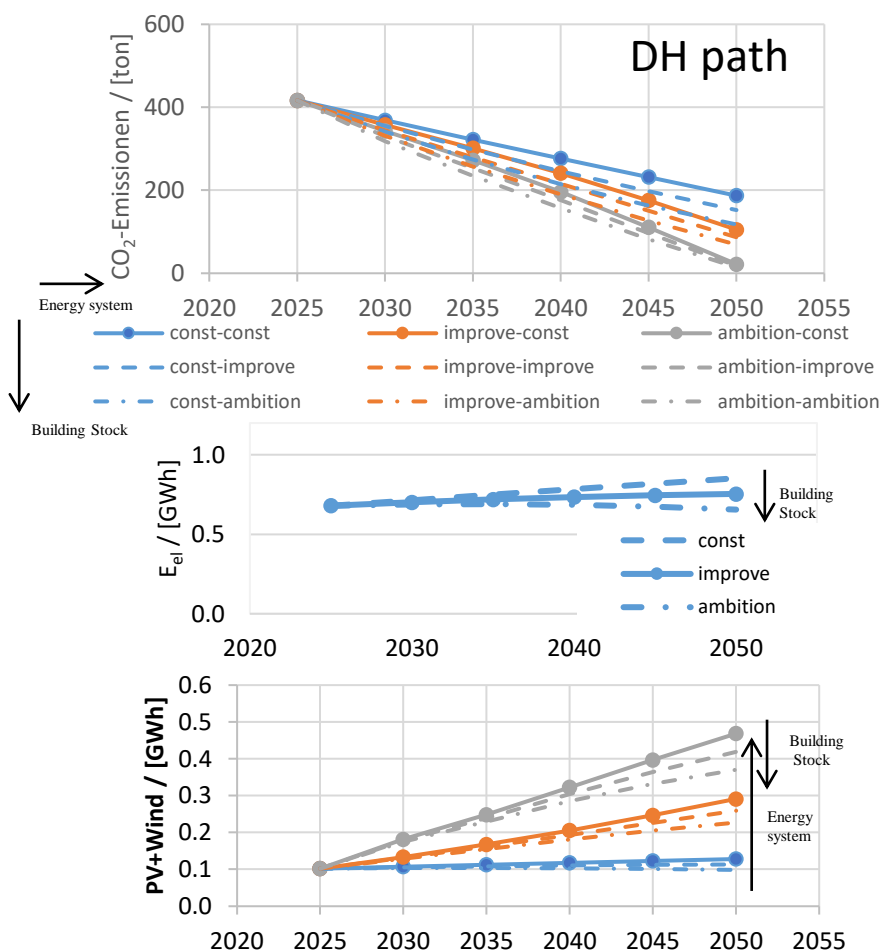 DH path
CO₂-Emissionen / [ton]
600
400
200
0
2020 2025 2030 2035 2040 2045 2050 2055
Energy system
Building Stock
const-const improve-const ambition-const
const-improve improve-improve ambition-improve
const-ambition improve-ambition ambition-ambition
E_el / [GWh]
1.0
0.5
0.0
2020 2030 2040 2050
Building
Stock
const
improve
ambition
PV+Wind / [GWh]
0.6
0.5
0.4
0.3
0.2
0.1
0.0
2020 2025 2030 2035 2040 2045 2050 2055
Building
Stock
Energy
system